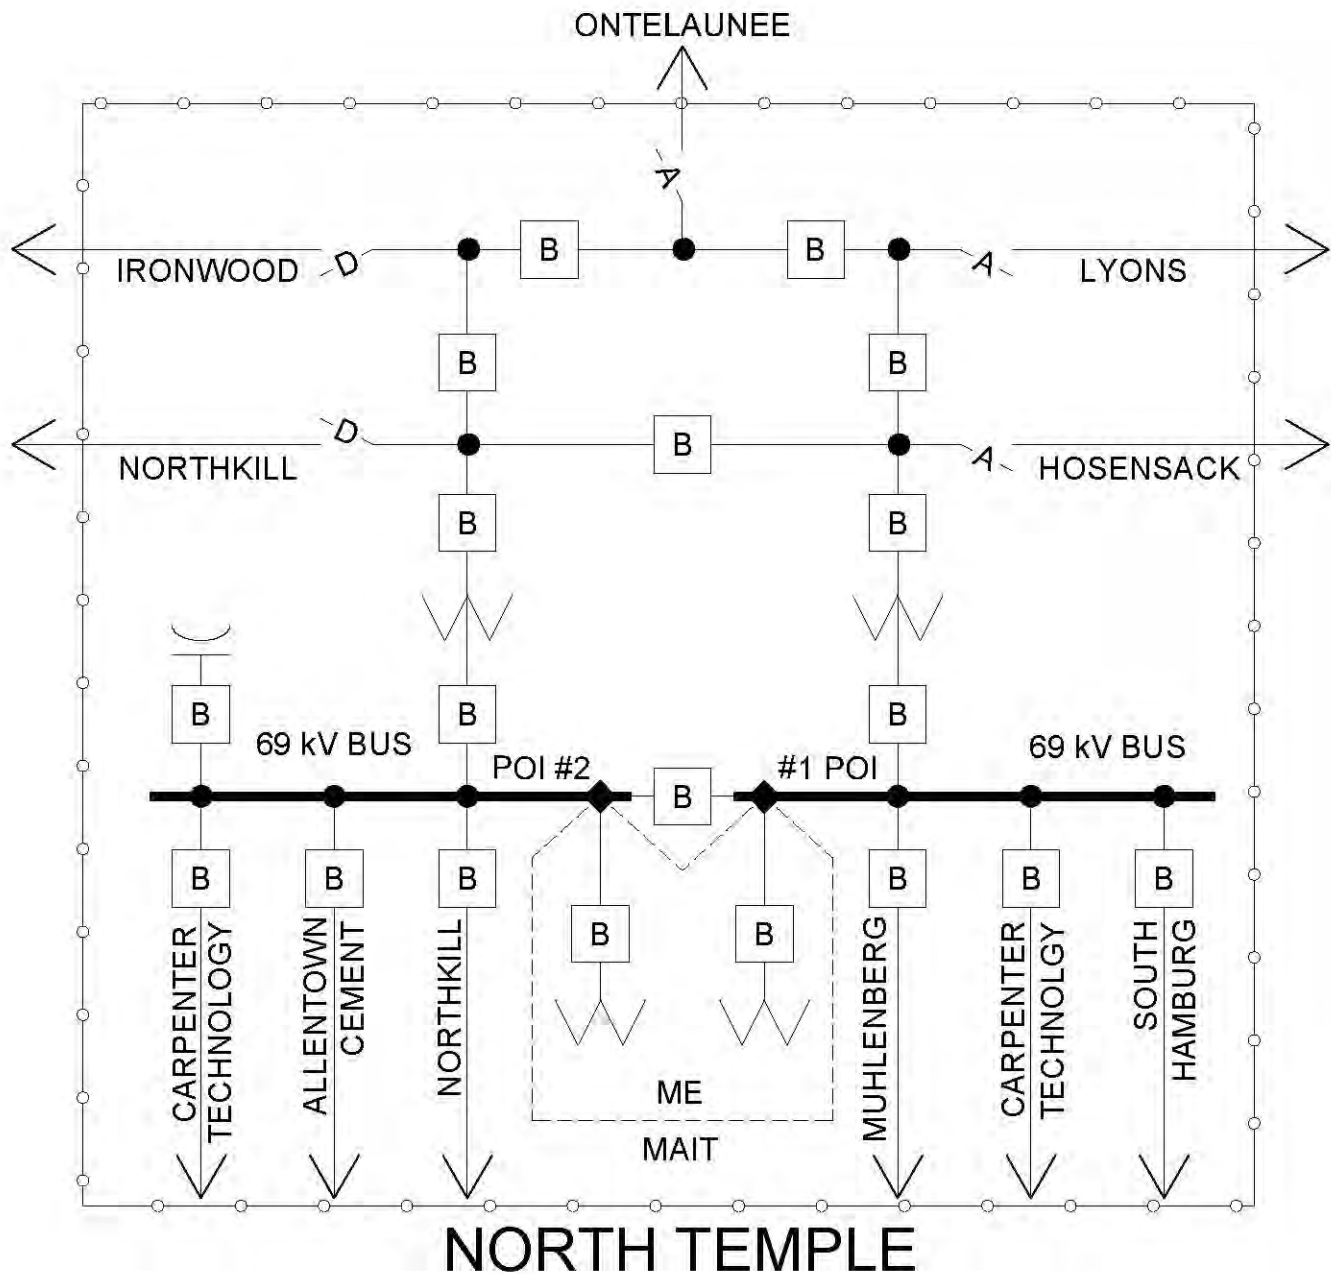 ONTELAUNEE
A
B
B
IRONWOOD
D
A
LYONS
B
B
D
B
A
NORTHKILL
HOSENSACK
B
B
B
B
B
69 kV BUS
POI #2
#1 POI
69 kV BUS
B
B
B
B
B
B
B
B
B
CARPENTER
TECHNOLOGY
ALLENTOWN
CEMENT
NORTHKILL
MUHLENBERG
CARPENTER
TECHNOLGY
SOUTH
HAMBURG
ME
MAIT
NORTH TEMPLE